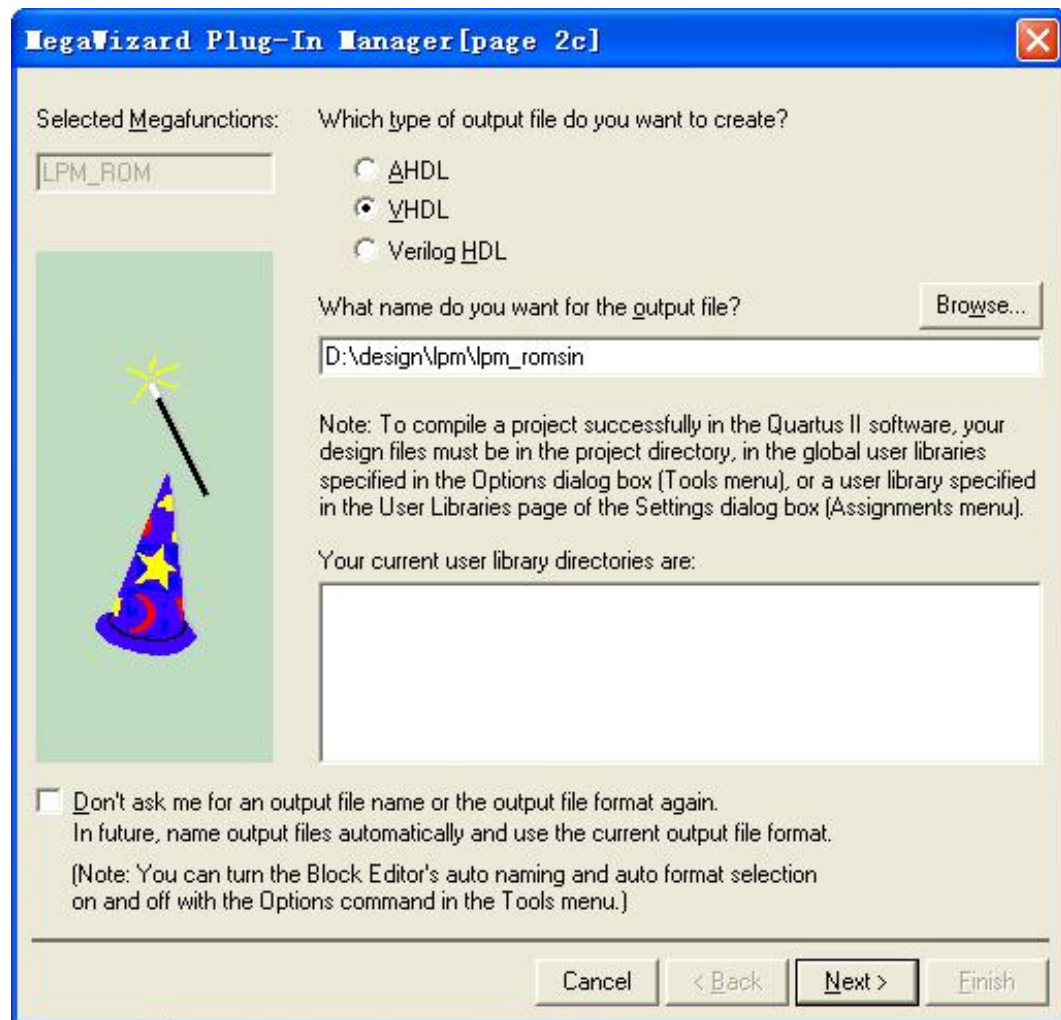 MegaWizard Plug-In Manager[page 2c]
Selected Megafunctions:
LPM_ROM
Which type of output file do you want to create?
AHDL
VHDL
Verilog HDL
What name do you want for the output file?
Browse...
D:\design\lpm\lpm_romsin
Note: To compile a project successfully in the Quartus II software, your
design files must be in the project directory, in the global user libraries
specified in the Options dialog box (Tools menu), or a user library specified
in the User Libraries page of the Settings dialog box (Assignments menu).
Your current user library directories are:
Don't ask me for an output file name or the output file format again.
In future, name output files automatically and use the current output file format.
(Note: You can turn the Block Editor's auto naming and auto format selection
on and off with the Options command in the Tools menu.)
Cancel
< Back
Next >
Finish